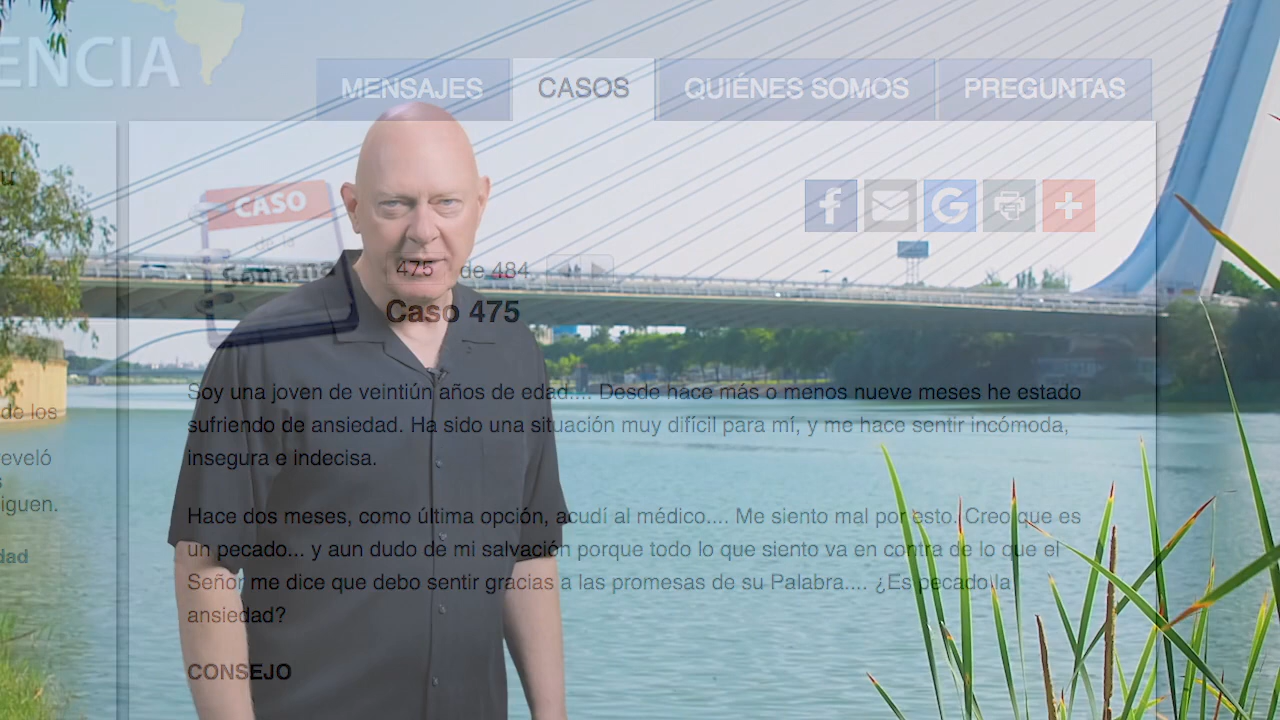 ENCIA
MENSAJES
CASOS
QUIÉNES SOMOS
PREGUNTAS
CASO
de la
Semana
475 de 484
Caso 475
Soy una joven de veintiún años de edad.... Desde hace más o menos nueve meses he estado
sufriendo de ansiedad. Ha sido una situación muy difícil para mí, y me hace sentir incómoda,
insegura e indecisa.
Hace dos meses, como última opción, acudí al médico.... Me siento mal por esto. Creo que es
un pecado... y aun dudo de mi salvación porque todo lo que siento va en contra de lo que el
Señor me dice que debo sentir gracias a las promesas de su Palabra.... ¿Es pecado la
ansiedad?
CONSEJO
de los
reveló
iguen.
dad